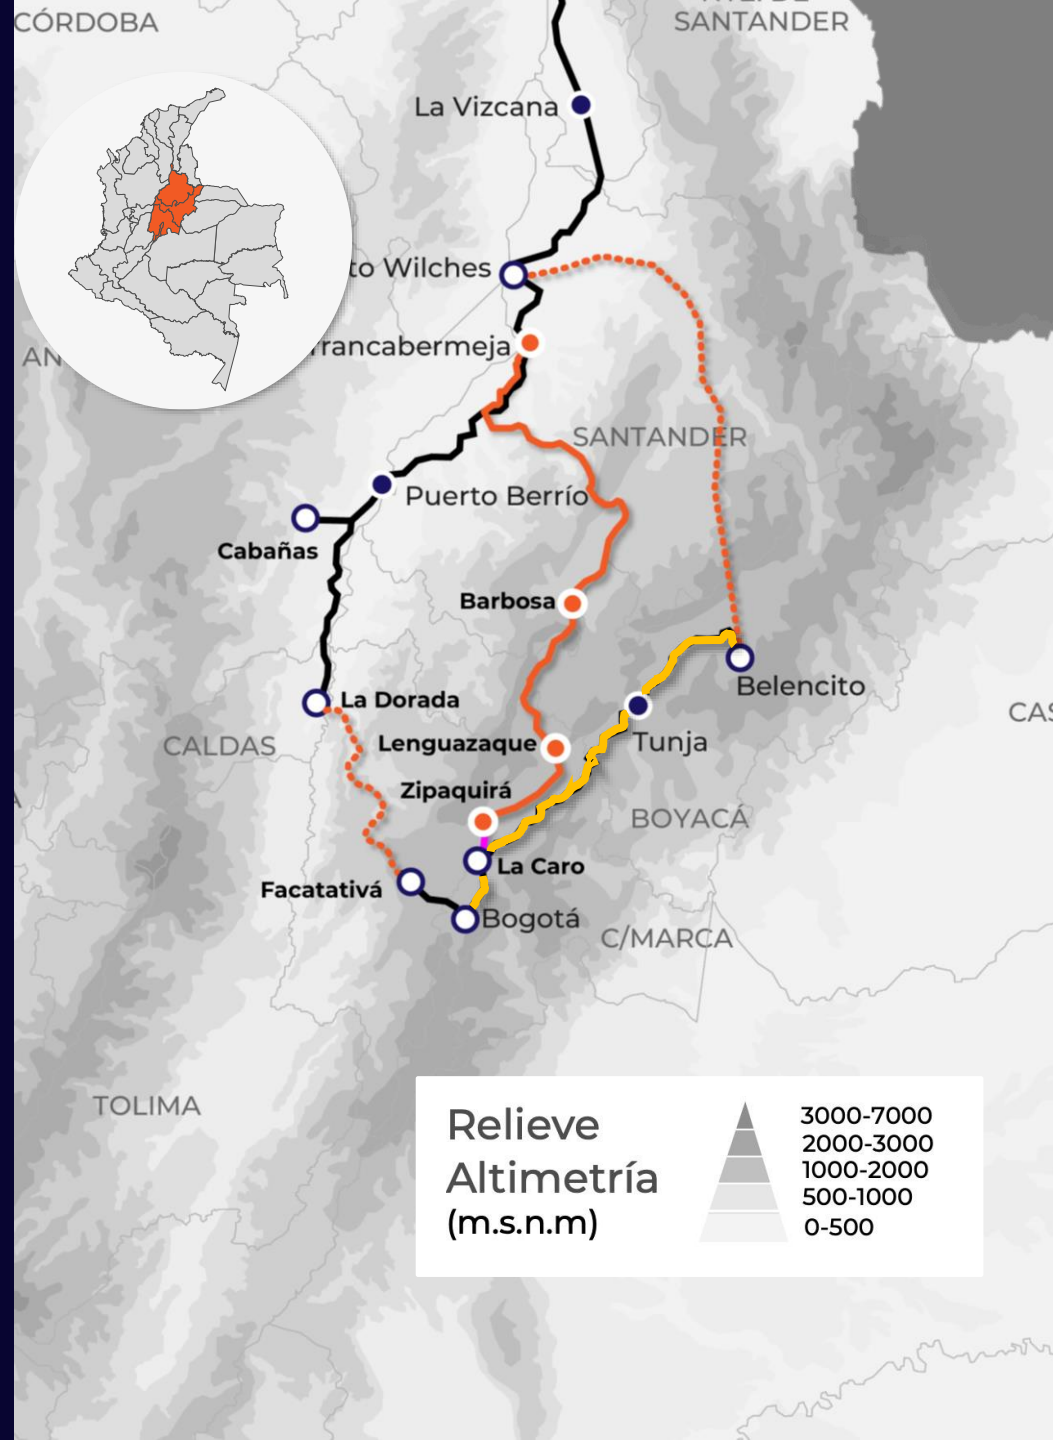 CÓRDOBA
SANTANDER
La Vizcana
to Wilches
rancabermeja
AN
SANTANDER
Puerto Berrío
Cabañas
Barbosa
Belencito
La Dorada
CAS
Lenguazaque
Tunja
CALDAS
Zipaquirá
BOYACÁ
La Caro
Facatativá
Bogotá
C/MARCA
TOLIMA
Relieve
Altimetría
(m.s.n.m)
3000-7000
2000-3000
1000-2000
500-1000
0-500